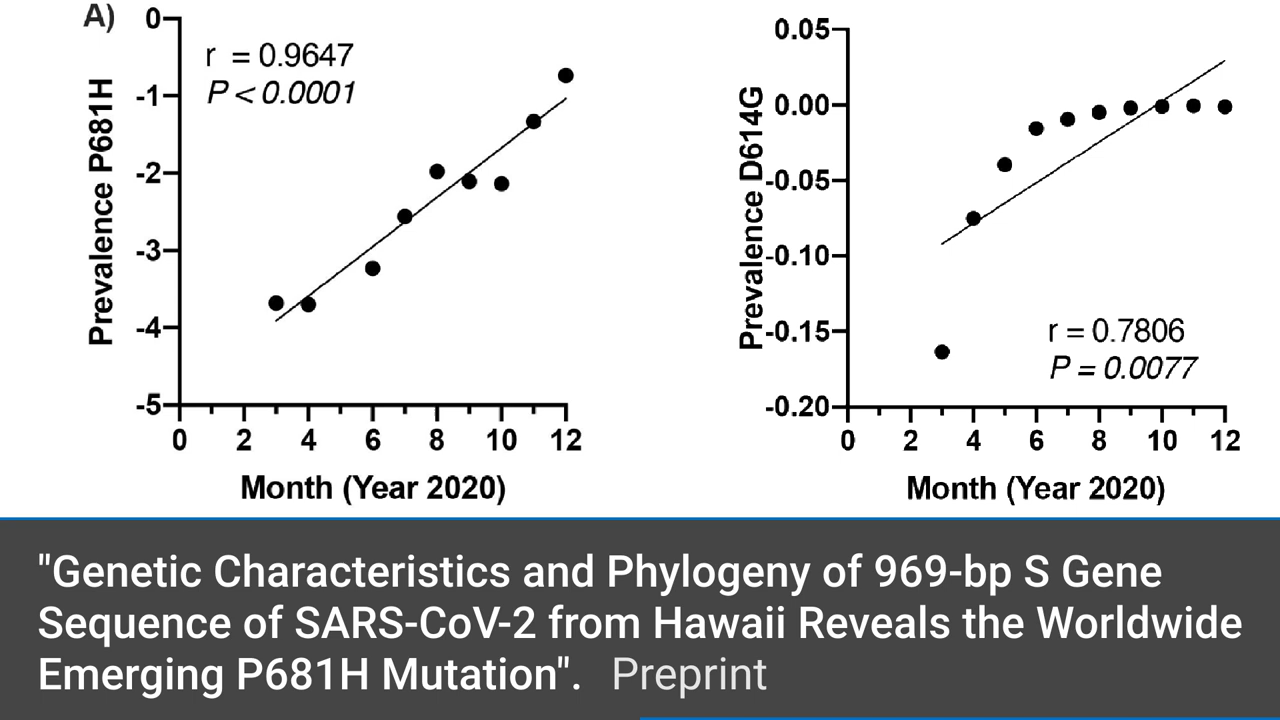 A)
r = 0.9647
P < 0.0001
Prevalence P681H
0
-1
-2
-3
-4
-5
0 2 4 6 8 10 12
Month (Year 2020)
0.05
0.00
-0.05
-0.10
-0.15
-0.20
Prevalence D614G
r = 0.7806
P = 0.0077
0 2 4 6 8 10 12
Month (Year 2020)
"Genetic Characteristics and Phylogeny of 969-bp S Gene
Sequence of SARS-CoV-2 from Hawaii Reveals the Worldwide
Emerging P681H Mutation". Preprint